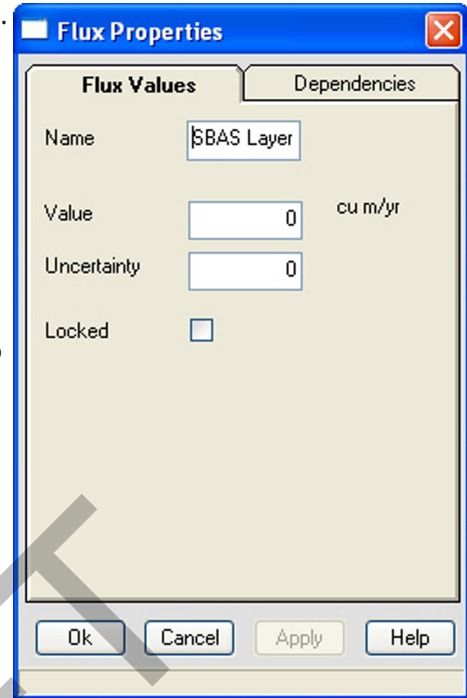 Flux Properties
Flux Values Dependencies
Name SBAS Layer
Value 0 cu m/yr
Uncertainty 0
Locked
Ok Cancel Apply Help